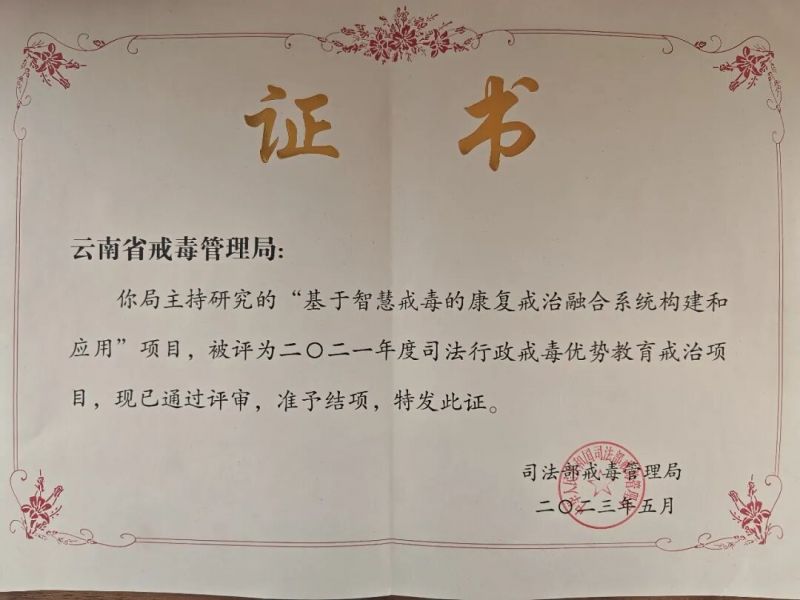 证书
云南省戒毒管理局：
你局主持研究的“基于智慧戒毒的康复戒治融合系统构建和
应用”项目，被评为二〇二一年度司法行政戒毒优势教育戒治项
目，现已通过评审，准予结项，特发此证。
司法部戒毒管理局
二〇二三年五月